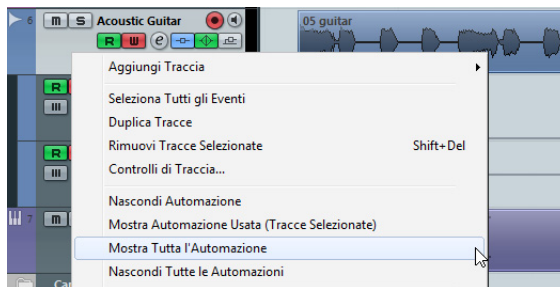 6 m S Acoustic Guitar
R W e
05 guitar
Aggiungi Traccia
Seleziona Tutti gli Eventi
Duplica Tracce
Rimuovi Tracce Selezionate Shift+Del
Controlli di Traccia...
Nascondi Automazione
Mostra Automazione Usata (Tracce Selezionate)
Mostra Tutta l'Automazione
Nascondi Tutte le Automazioni
R
R
7 m